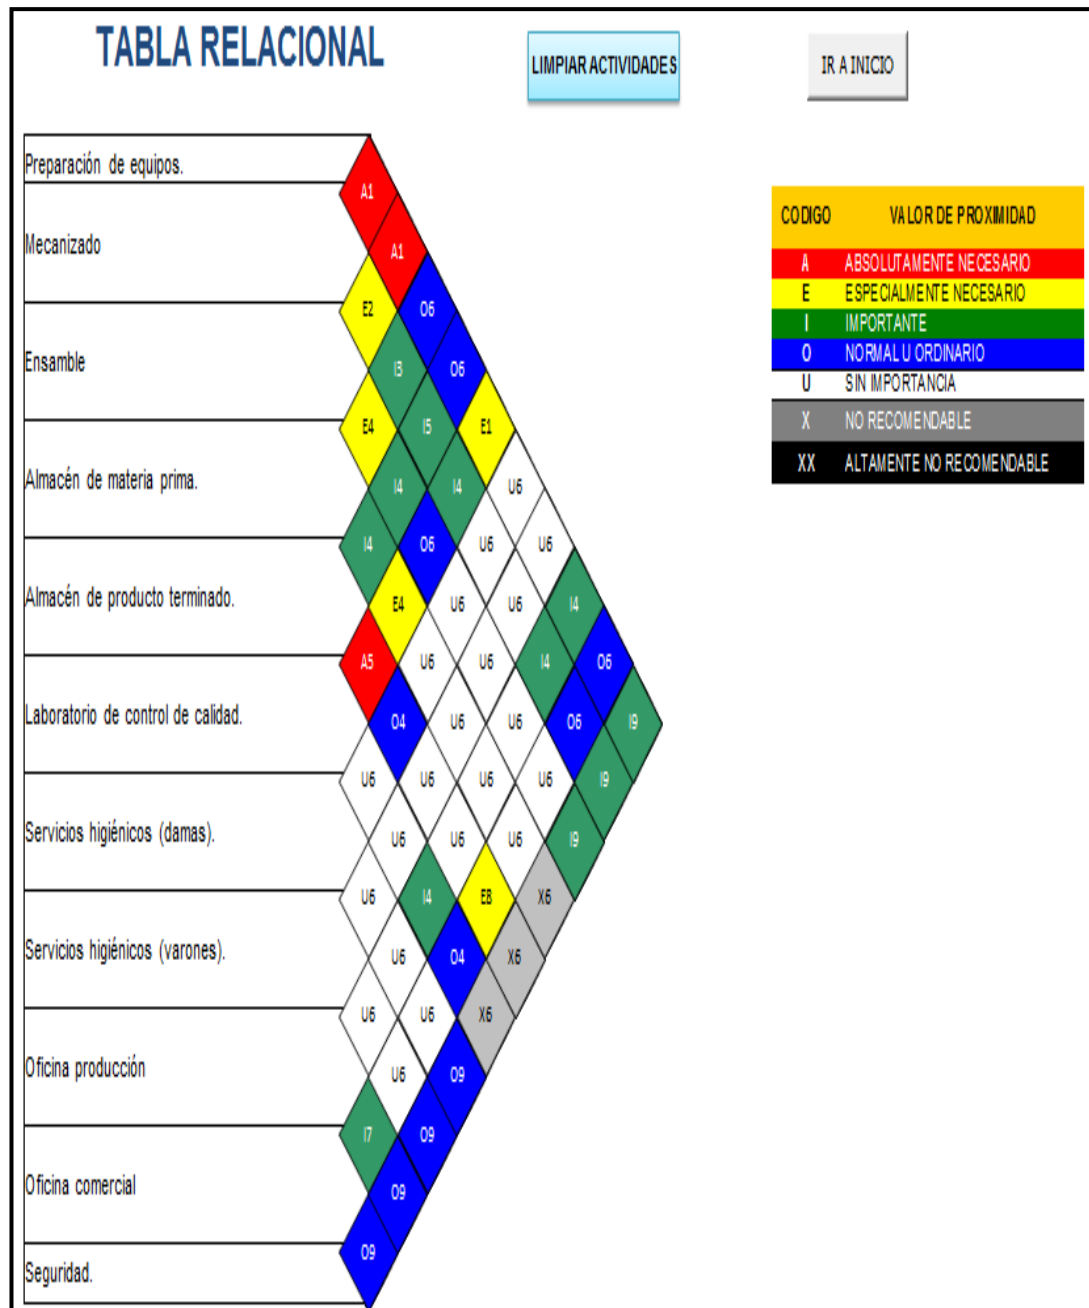 TABLA RELACIONAL
LIMPIAR ACTIVIDADES
IR A INICIO
CODIGO VALOR DE PROXIMIDAD
A ABSOLUTAMENTE NECESARIO
E ESPECIALMENTE NECESARIO
I IMPORTANTE
O NORMAL U ORDINARIO
U SIN IMPORTANCIA
X NO RECOMENDABLE
XX ALTAMENTE NO RECOMENDABLE
Preparación de equipos.
A1
Mecanizado
A1
E2 O6
Ensamble
I3 O6
E4 I5 E1
Almacén de materia prima.
I4 I4 U6
I4 O6 U6 U6
Almacén de producto terminado.
E4 U6 U6 I4
A5 U6 U6 I4 O6
Laboratorio de control de calidad.
O4 U6 U6 O6 I9
U6 U6 U6 U6 I9
Servicios higiénicos (damas).
U6 U6 U6 I9
U6 I4 E8 X6
Servicios higiénicos (varones).
U6 O4 X6
U6 U6 X6
Oficina producción
U6 O9
I7 O9
Oficina comercial
O9
O9
Seguridad.